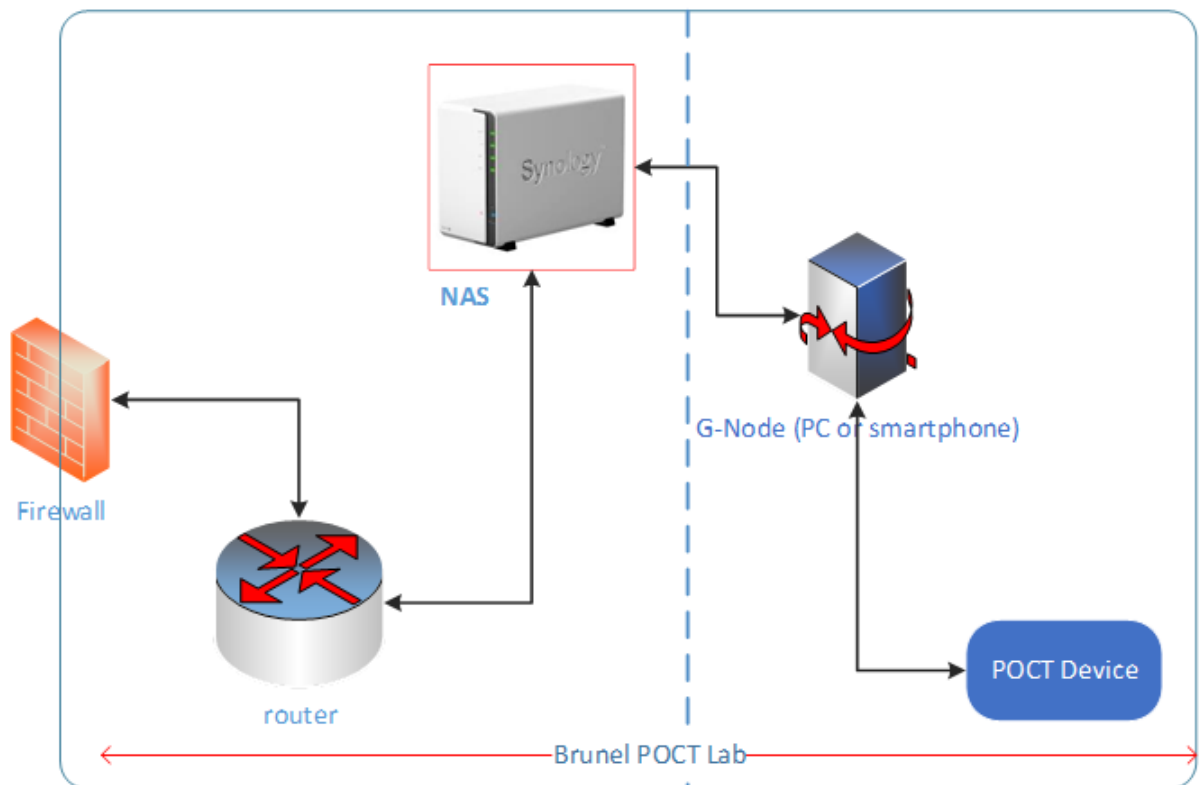 Synology
NAS
G-Node (PC or smartphone)
Firewall
POCT Device
router
Brunel POCT Lab